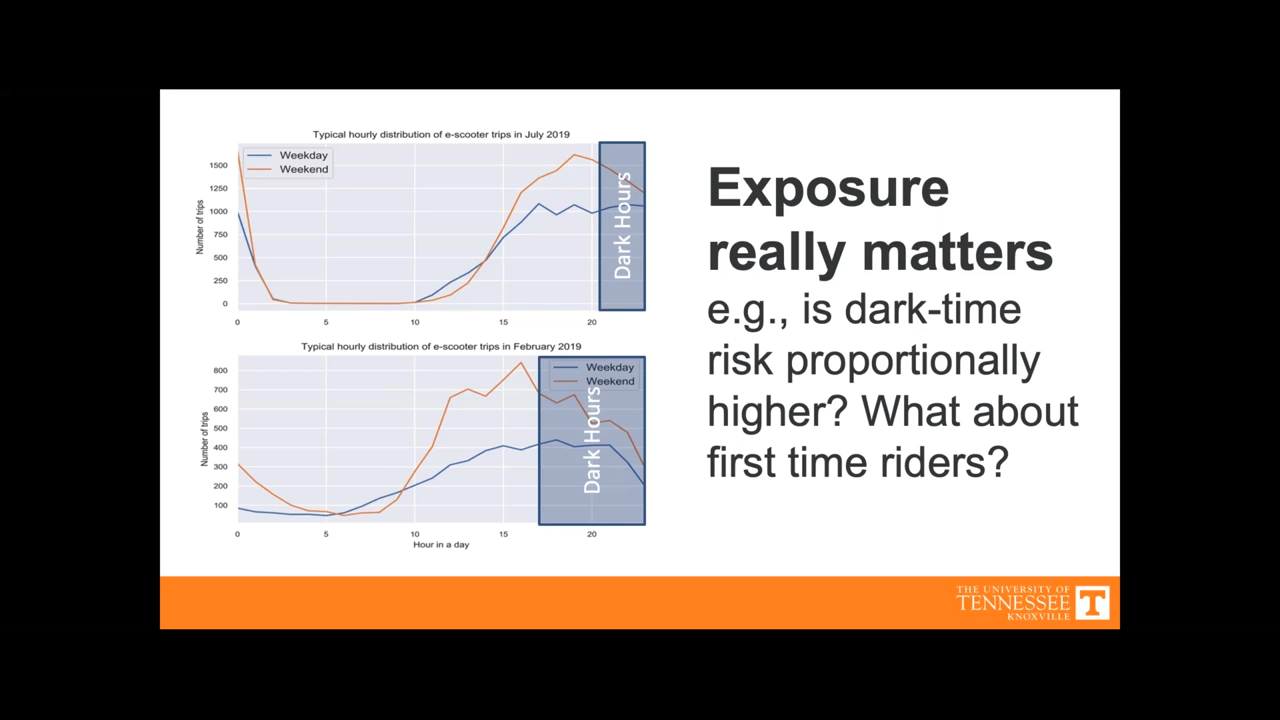 Typical hourly distribution of e-scooter trips in July 2019
Weekday
Weekend
Number of trips
1500
1250
1000
750
500
250
0
0 5 10 15 20
Dark Hours
Typical hourly distribution of e-scooter trips in February 2019
Weekday
Weekend
Number of trips
800
700
600
500
400
300
200
100
0 5 10 15 20
Hour in a day
Dark Hours
Exposure
really matters
e.g., is dark-time
risk proportionally
higher? What about
first time riders?
THE UNIVERSITY OF
TENNESSEE
KNOXVILLE
T